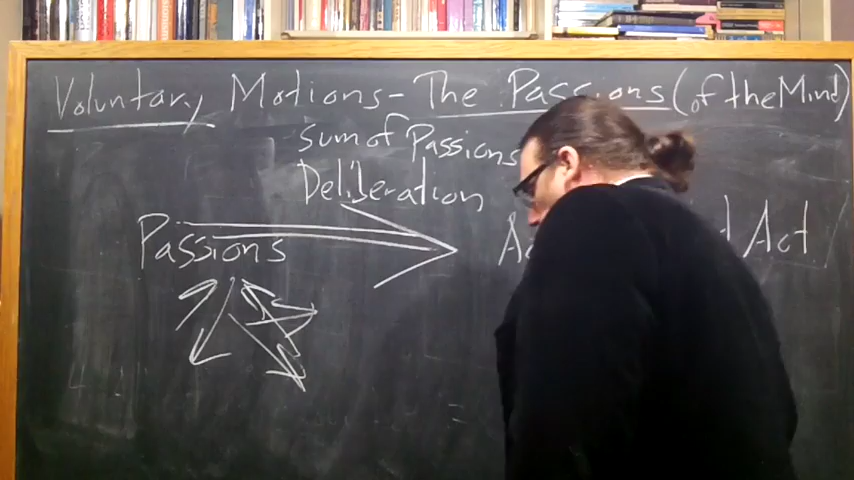 Voluntary Motions - The Passions (of the Mind)
Sum of Passions
Deliberation
Passions
Act